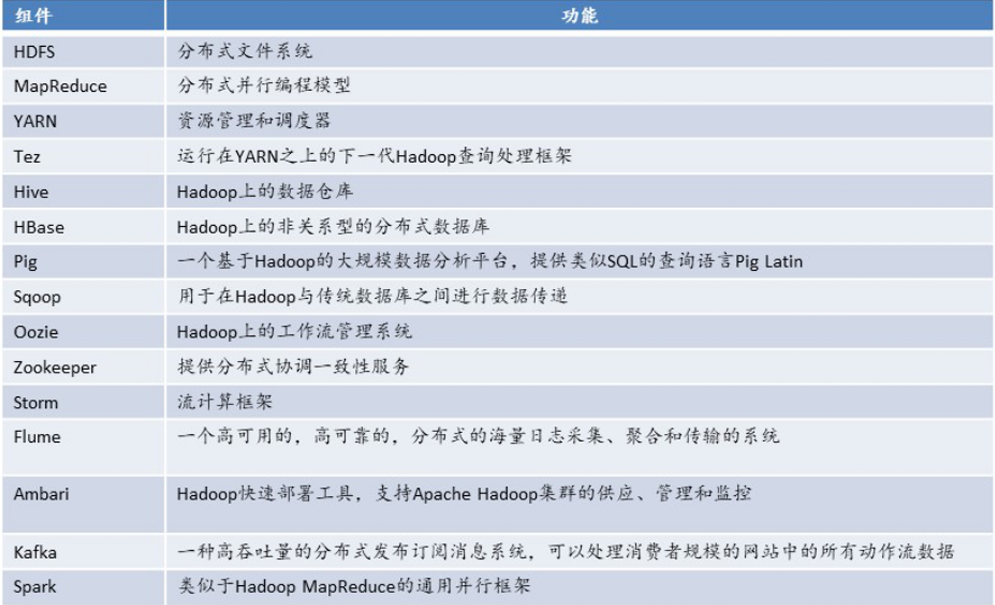 组件 功能
HDFS 分布式文件系统
MapReduce 分布式并行编程模型
YARN 资源管理和调度器
Tez 运行在YARN之上的下一代Hadoop查询处理框架
Hive Hadoop上的数据仓库
HBase Hadoop上的非关系型的分布式数据库
Pig 一个基于Hadoop的大规模数据分析平台，提供类似SQL的查询语言Pig Latin
Sqoop 用于在Hadoop与传统数据库之间进行数据传递
Oozie Hadoop上的工作流管理系统
Zookeeper 提供分布式协调一致性服务
Storm 流计算框架
Flume 一个高可用的，高可靠的，分布式的海量日志采集、聚合和传输的系统
Ambari Hadoop快速部署工具，支持Apache Hadoop集群的供应、管理和监控
Kafka 一种高吞吐量的分布式发布订阅消息系统，可以处理消费者规模的网站中的所有动作流数据
Spark 类似于Hadoop MapReduce的通用并行框架